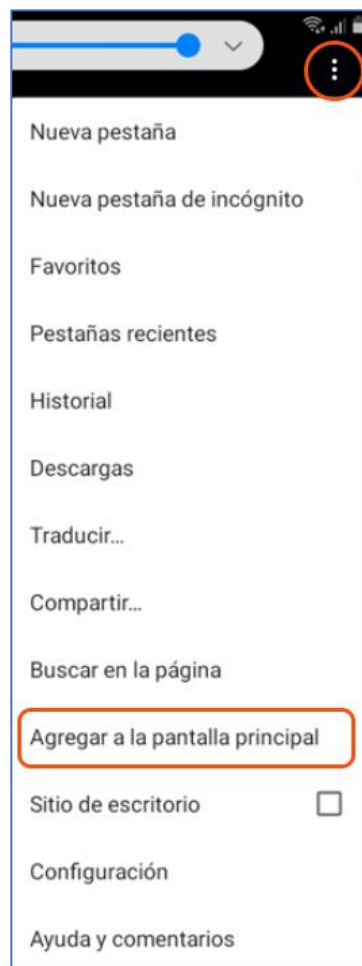 Nueva pestaña
Nueva pestaña de incógnito
Favoritos
Pestañas recientes
Historial
Descargas
Traducir...
Compartir...
Buscar en la página
Agregar a la pantalla principal
Sitio de escritorio
Configuración
Ayuda y comentarios